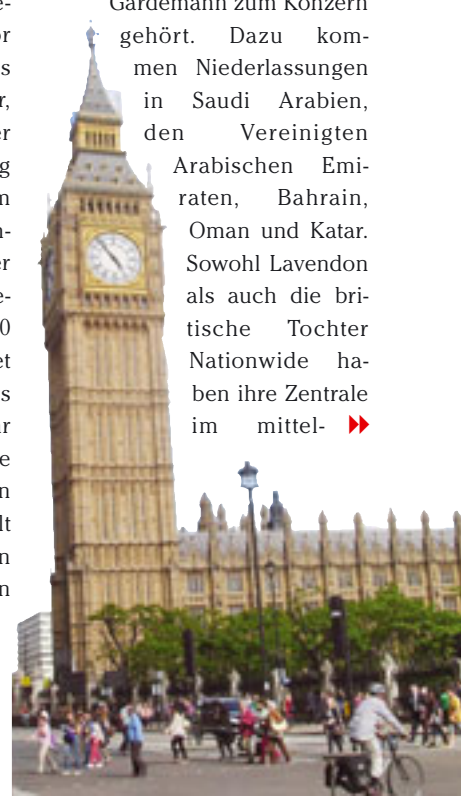 Gardemann zum Konzern
gehört. Dazu kom-
men Niederlassungen
in Saudi Arabien,
den Vereinigten
Arabischen Emi-
raten, Bahrain,
Oman und Katar.
Sowohl Lavendon
als auch die bri-
tische Tochter
Nationwide ha-
ben ihre Zentrale
im mittel-